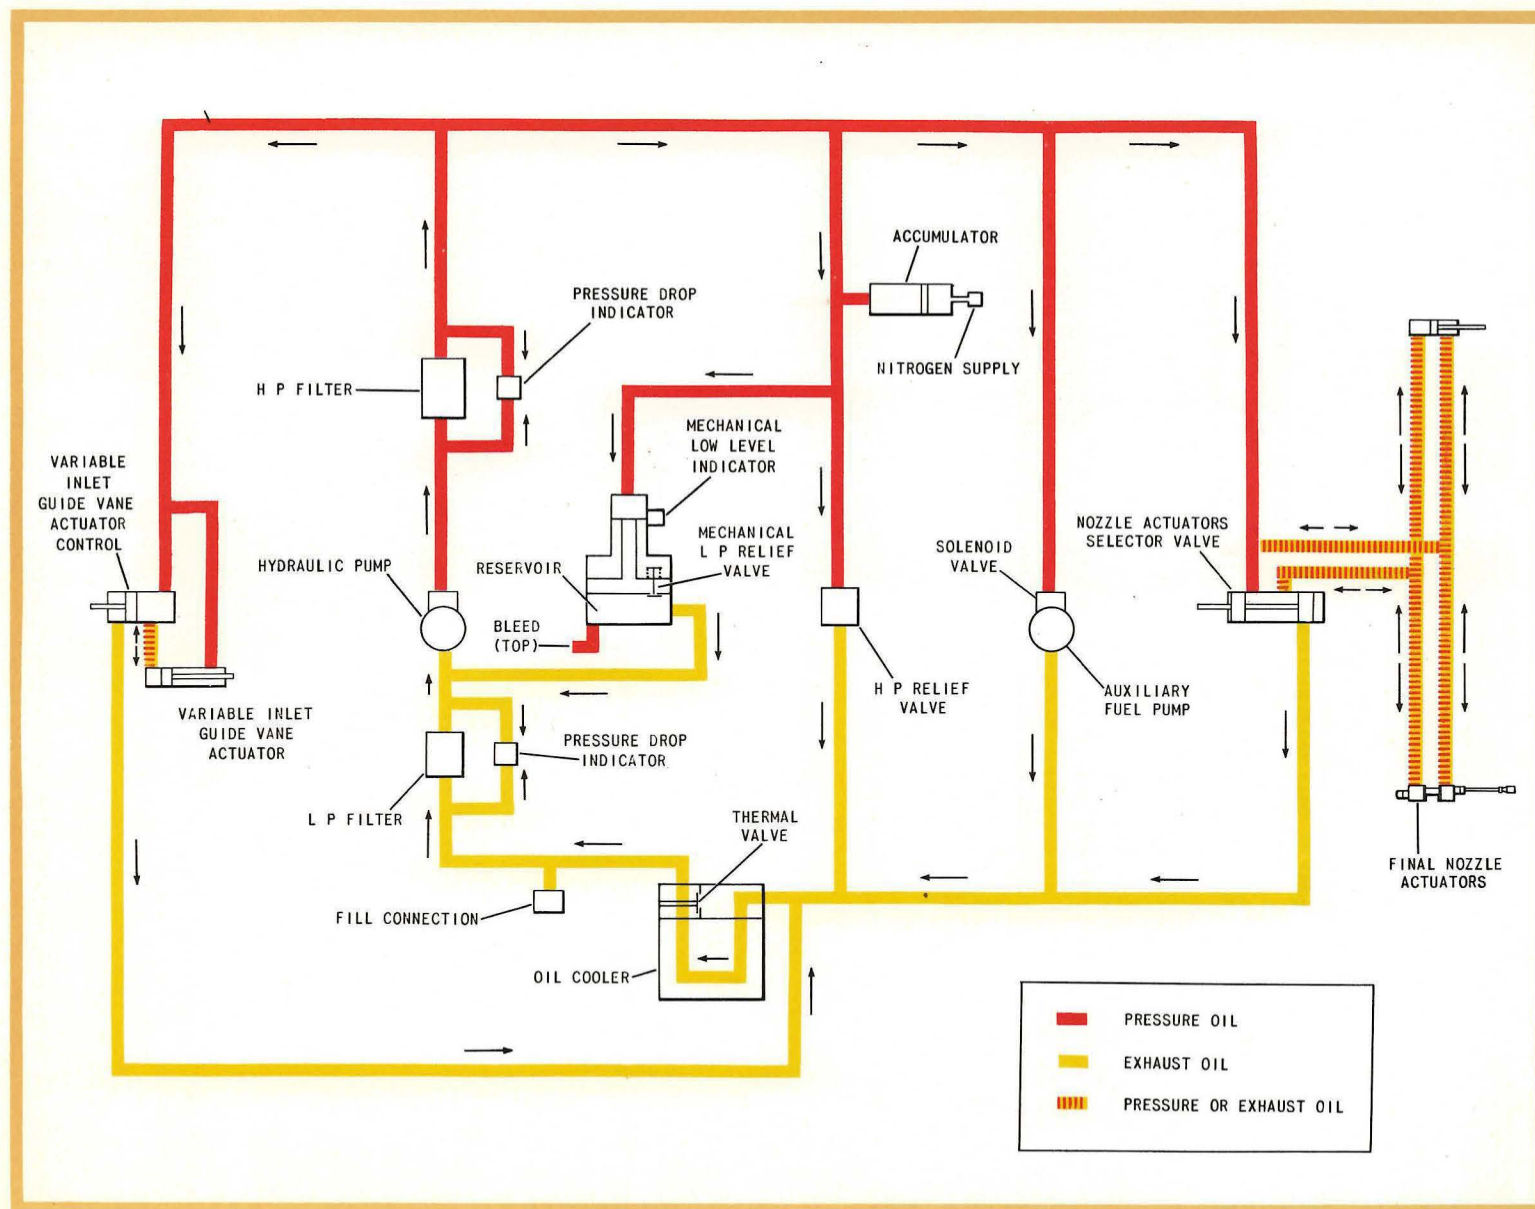 ACCUMULATOR
PRESSURE DROP
INDICATOR
NITROGEN SUPPLY
H P FILTER
MECHANICAL
LOW LEVEL
INDICATOR
VARIABLE
INLET
GUIDE VANE
ACTUATOR
CONTROL
NOZZLE ACTUATORS
SELECTOR VALVE
MECHANICAL
L P RELIEF
VALVE
SOLENOID
VALVE
HYDRAULIC PUMP
RESERVOIR
BLEED
(TOP)
H P RELIEF
VALVE
AUXILIARY
FUEL PUMP
VARIABLE INLET
GUIDE VANE
ACTUATOR
PRESSURE DROP
INDICATOR
L P FILTER
THERMAL
VALVE
FINAL NOZZLE
ACTUATORS
FILL CONNECTION
OIL COOLER
PRESSURE OIL
EXHAUST OIL
PRESSURE OR EXHAUST OIL